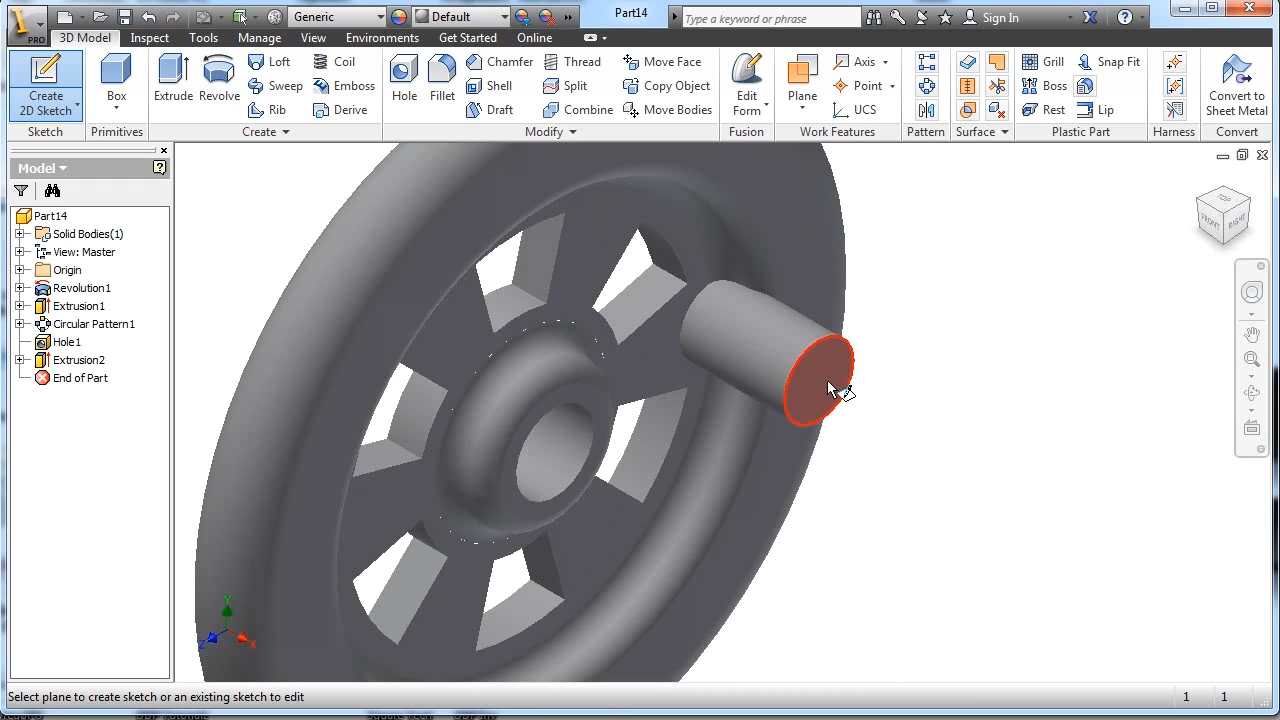 Generic Default Part14 Type a keyword or phrase Sign In
PRO 3D Model Inspect Tools Manage View Environments Get Started Online
Loft Coil Chamfer Thread Move Face Axis Grill Snap Fit
Create 2D Sketch Box Extrude Revolve Sweep Emboss Hole Fillet Shell Split Copy Object Edit Form Plane Point Boss Convert to Sheet Metal
Rib Derive Draft Combine Move Bodies UCS Rest Lip
Sketch Primitives Create Modify Fusion Work Features Pattern Surface Plastic Part Harness Convert
Model
Part14
Solid Bodies(1)
View: Master
Origin
Revolution1
Extrusion1
Circular Pattern1
Hole1
Extrusion2
End of Part
TOP
FRONT RIGHT
Y
Z X
Select plane to create sketch or an existing sketch to edit 1 1